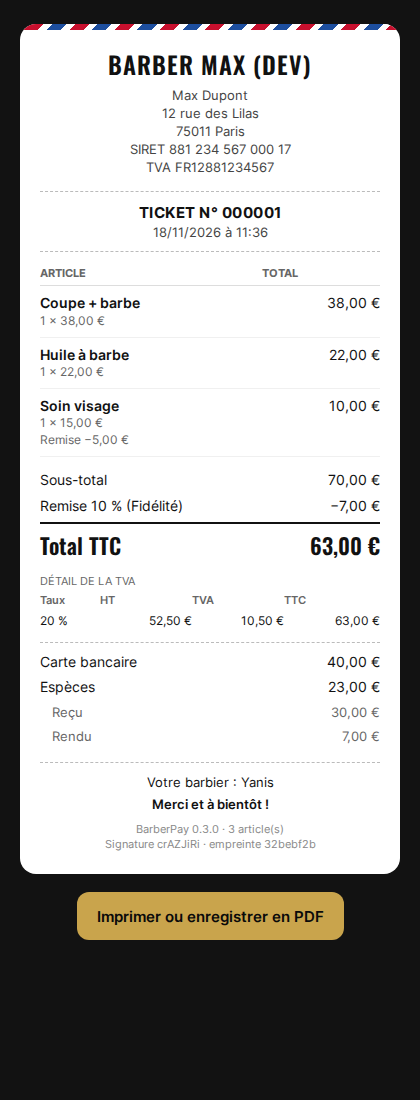 BARBER MAX (DEV)
Max Dupont
12 rue des Lilas
75011 Paris
SIRET 881 234 567 000 17
TVA FR12881234567
TICKET N° 000001
18/11/2026 à 11:36
ARTICLE TOTAL
Coupe + barbe 38,00 €
1 × 38,00 €
Huile à barbe 22,00 €
1 × 22,00 €
Soin visage 10,00 €
1 × 15,00 €
Remise −5,00 €
Sous-total 70,00 €
Remise 10 % (Fidélité) −7,00 €
Total TTC 63,00 €
DÉTAIL DE LA TVA
Taux HT TVA TTC
20 % 52,50 € 10,50 € 63,00 €
Carte bancaire 40,00 €
Espèces 23,00 €
Reçu 30,00 €
Rendu 7,00 €
Votre barbier : Yanis
Merci et à bientôt !
BarberPay 0.3.0 · 3 article(s)
Signature crAZJiRi · empreinte 32bebf2b
Imprimer ou enregistrer en PDF